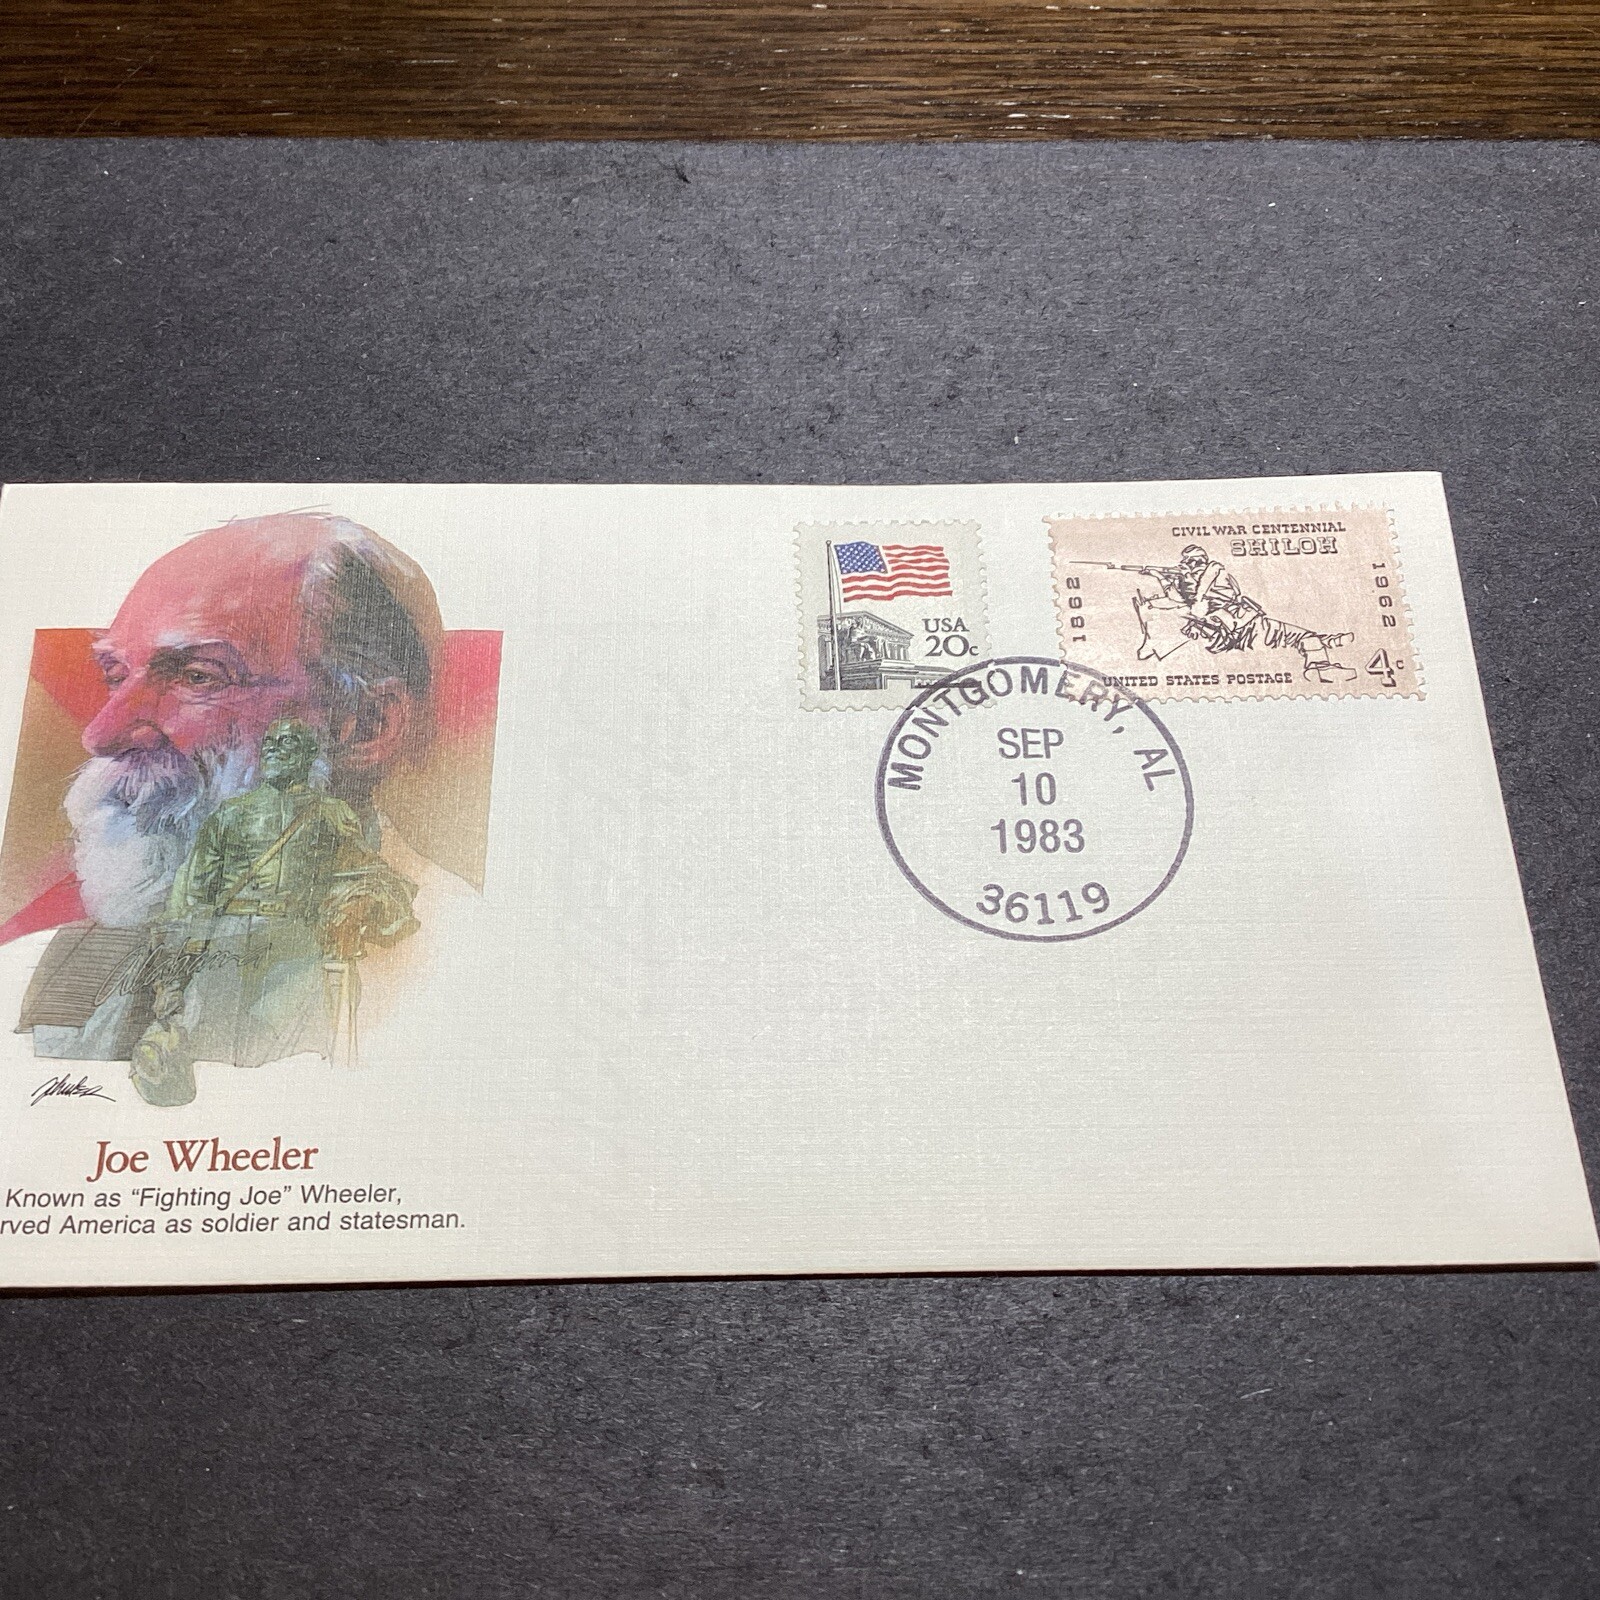 USA
20c
CIVIL WAR CENTENNIAL
SHILOH
1862
1962
UNITED STATES POSTAGE
4c
MONTGOMERY, AL
SEP
10
1983
36119
Alabama
Joe Wheeler
Known as “Fighting Joe” Wheeler,
rved America as soldier and statesman.